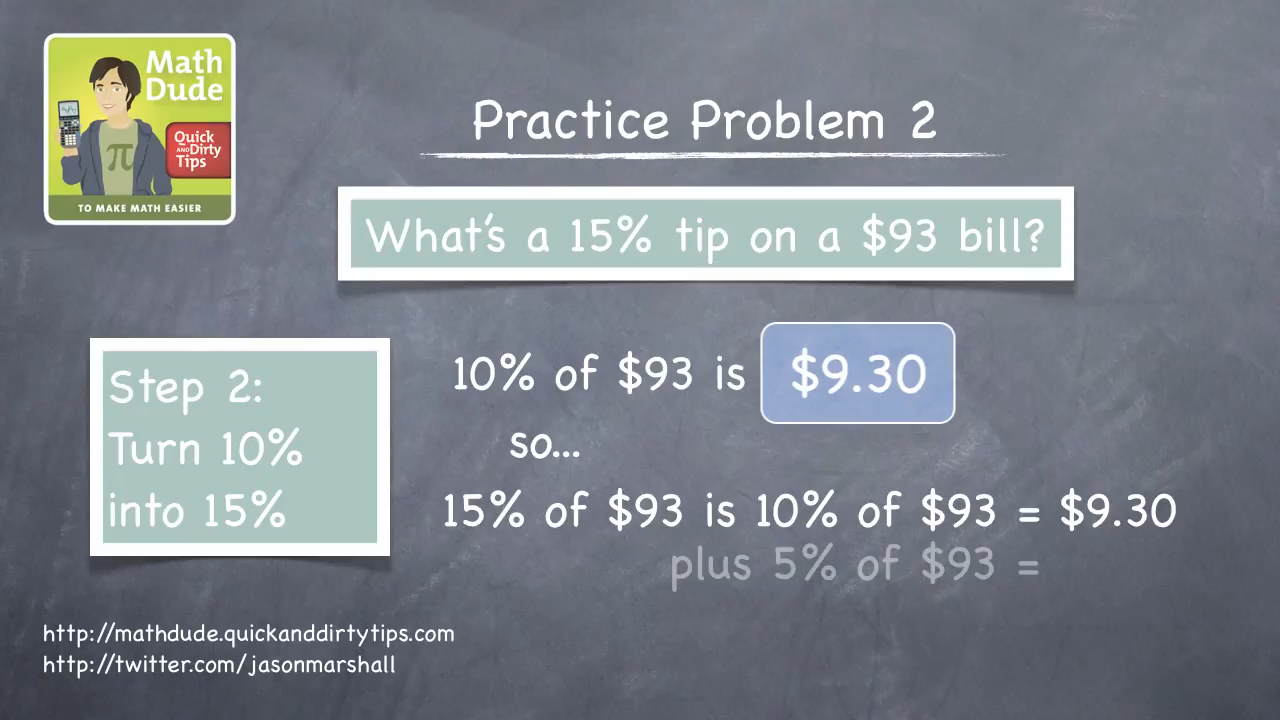 Math
Dude
Quick
AND Dirty
Tips
π
TO MAKE MATH EASIER
Practice Problem 2
What's a 15% tip on a $93 bill?
Step 2:
Turn 10%
into 15%
10% of $93 is $9.30
so...
15% of $93 is 10% of $93 = $9.30
plus 5% of $93 =
http://mathdude.quickanddirtytips.com
http://twitter.com/jasonmarshall